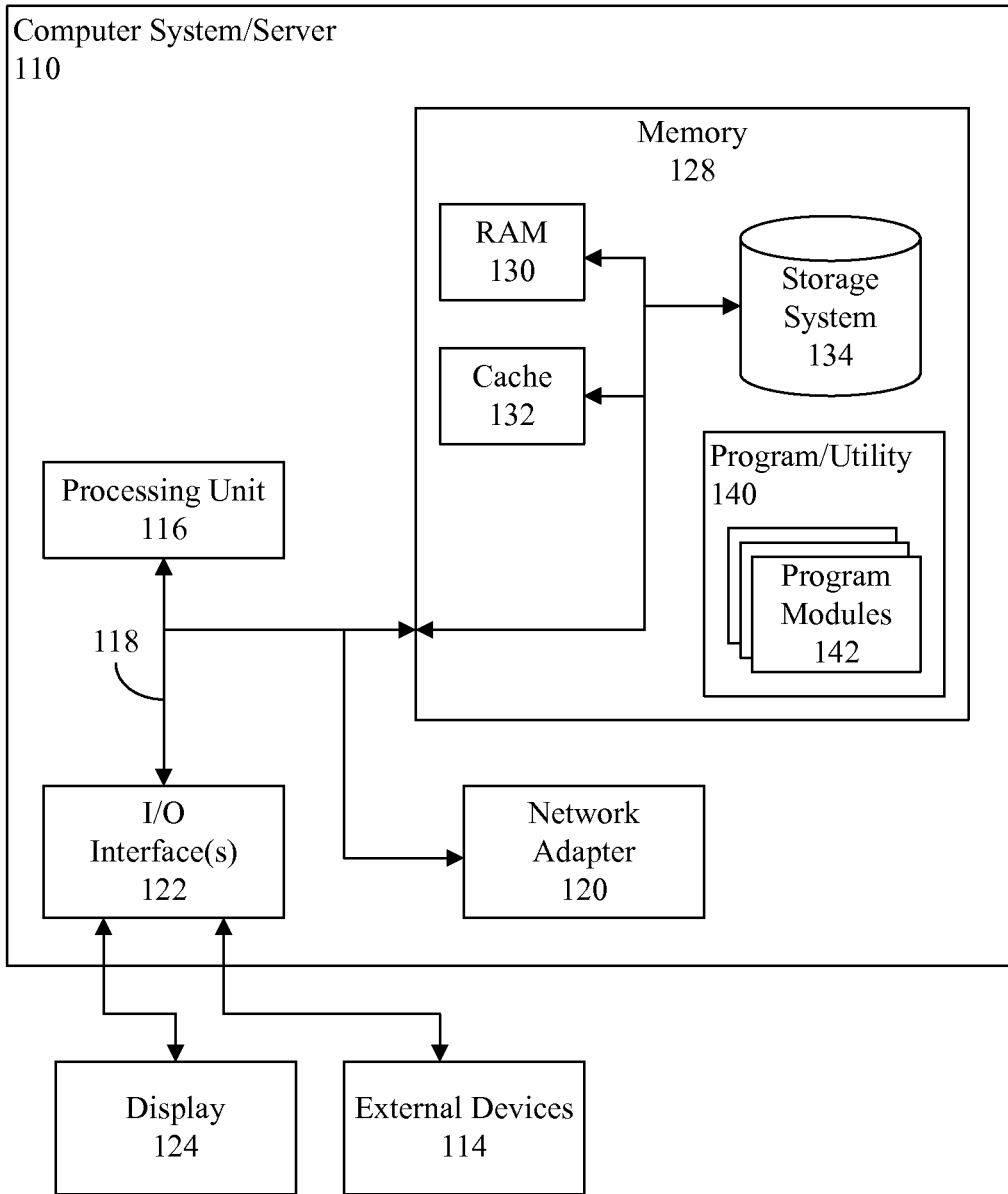 Computer System/Server
110
Memory
128
RAM
130
Storage
System
134
Cache
132
Program/Utility
140
Processing Unit
116
Program
Modules
142
118
I/O
Interface(s)
122
Network
Adapter
120
Display
124
External Devices
114